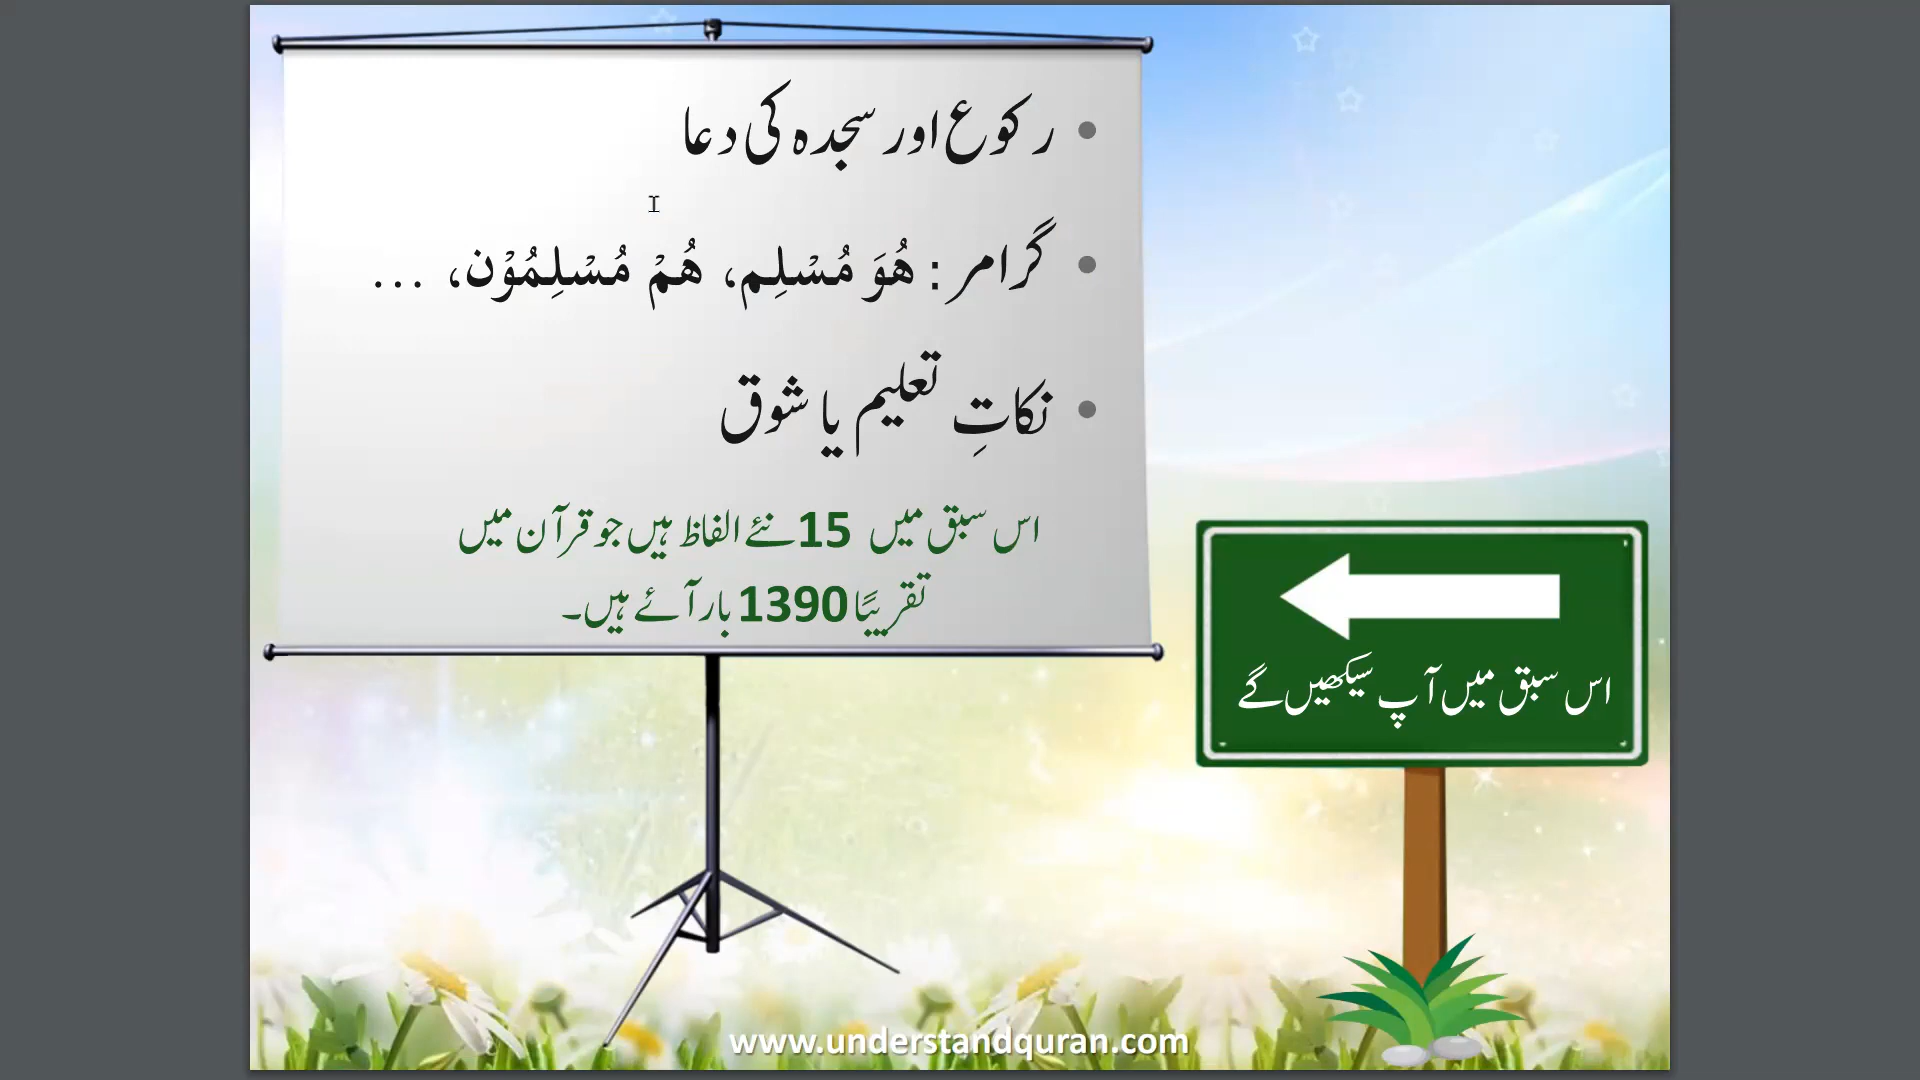 رکوع اور سجدہ کی دعا
گرامر : هُوَ مُسْلِم، هُمْ مُسْلِمُوْن، ...
نکاتِ تعلیم یا شوق
اس سبق میں 15 نئے الفاظ ہیں جو قرآن میں
تقریبًا 1390 بار آئے ہیں۔
اس سبق میں آپ سیکھیں گے
www.understandquran.com